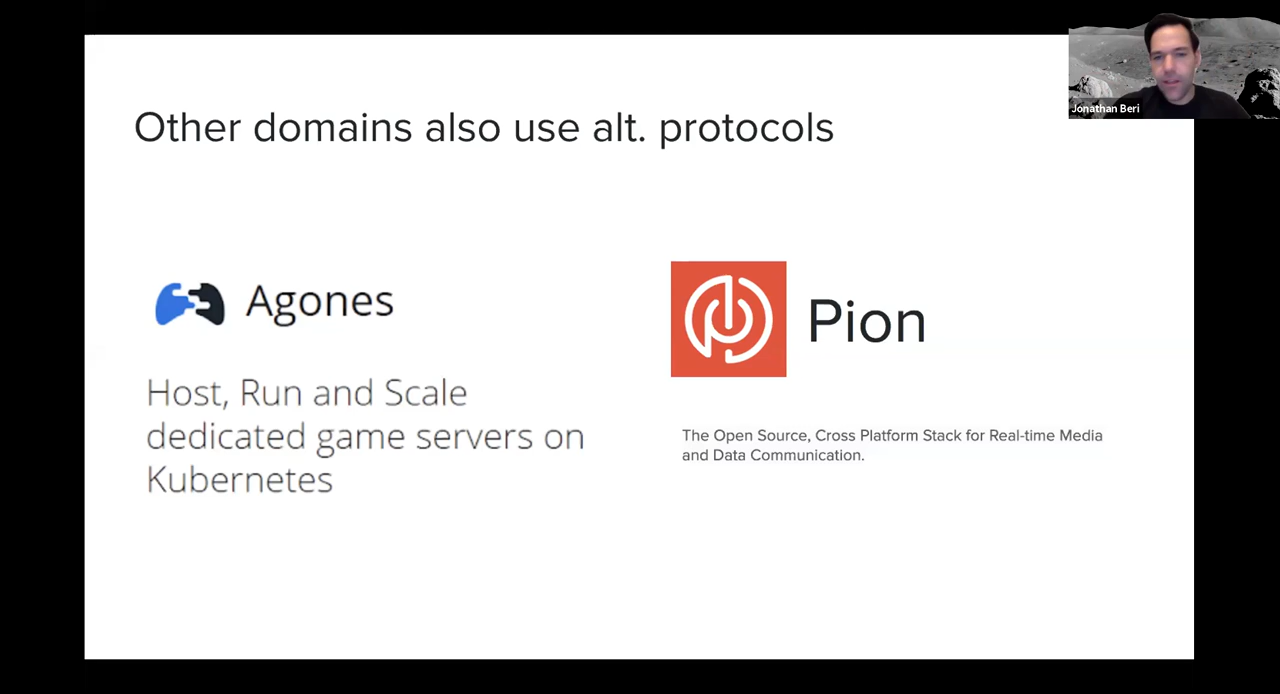 Other domains also use alt. protocols
Jonathan Beri
Agones
Host, Run and Scale
dedicated game servers on
Kubernetes
Pion
The Open Source, Cross Platform Stack for Real-time Media
and Data Communication.